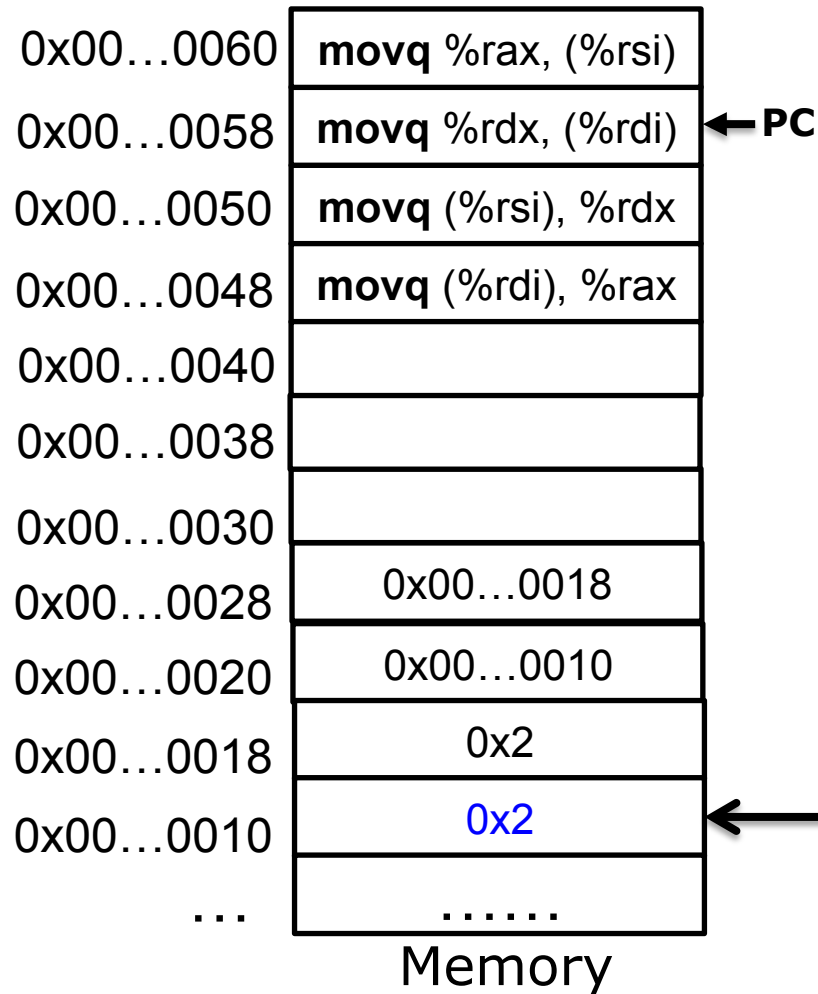 0x00…0060 movq %rax, (%rsi)
0x00…0058 movq %rdx, (%rdi) PC
0x00…0050 movq (%rsi), %rdx
0x00…0048 movq (%rdi), %rax
0x00…0040
0x00…0038
0x00…0030
0x00…0028 0x00…0018
0x00…0020 0x00…0010
0x00…0018 0x2
0x00…0010 0x2
… ……
Memory